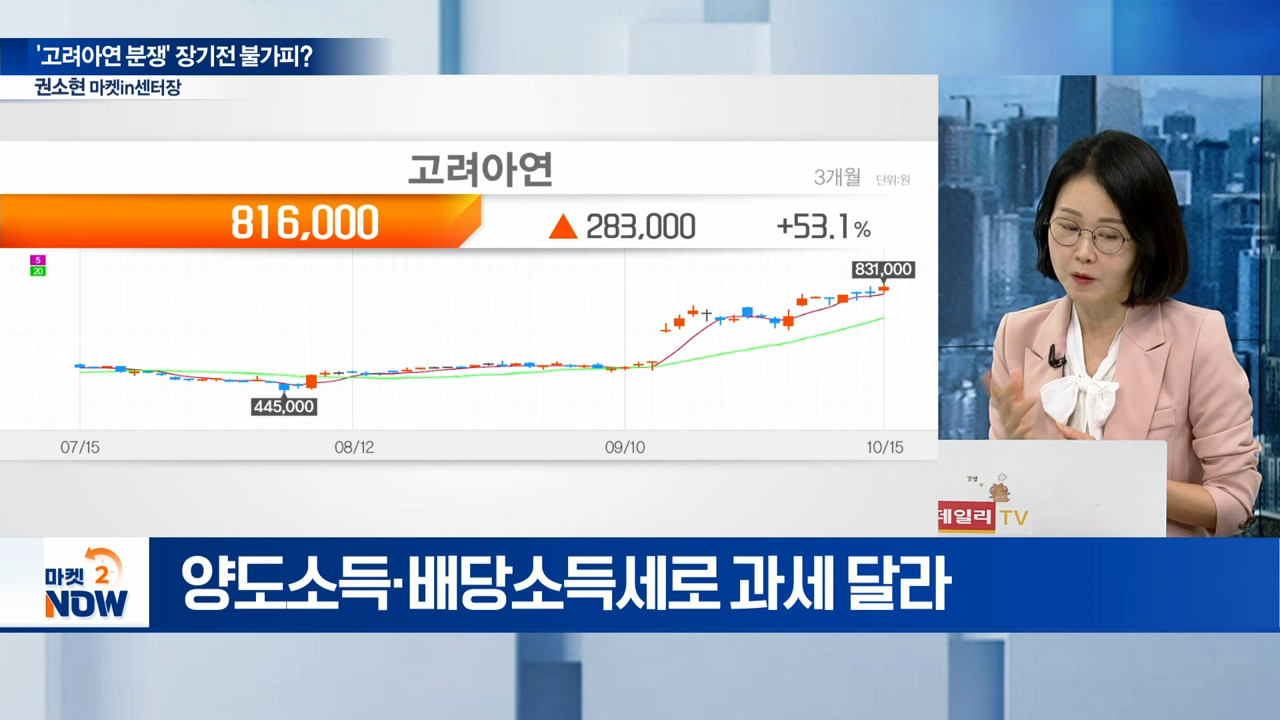 '고려아연 분쟁' 장기전 불가피?
권소현 마켓in센터장
고려아연
3개월 단위:원
816,000 ▲ 283,000 +53.1%
5
20
831,000
445,000
07/15 08/12 09/10 10/15
데일리 TV
마켓 2
NOW
양도소득·배당소득세로 과세 달라